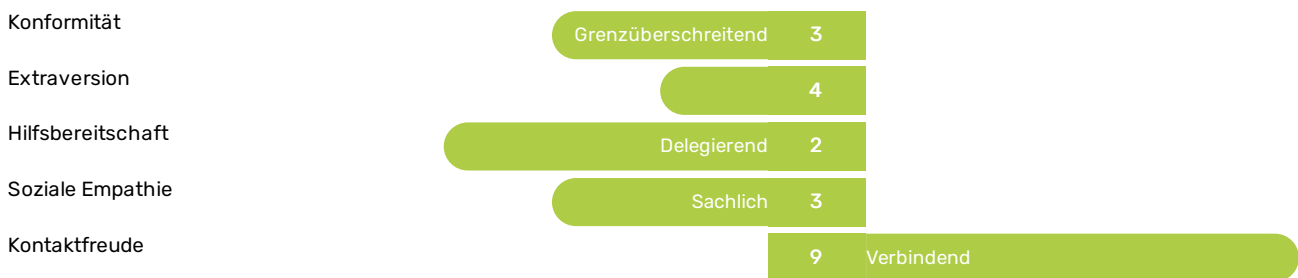 Konformität Grenzüberschreitend 3
Extraversion 4
Hilfsbereitschaft Delegierend 2
Soziale Empathie Sachlich 3
Kontaktfreude 9 Verbindend